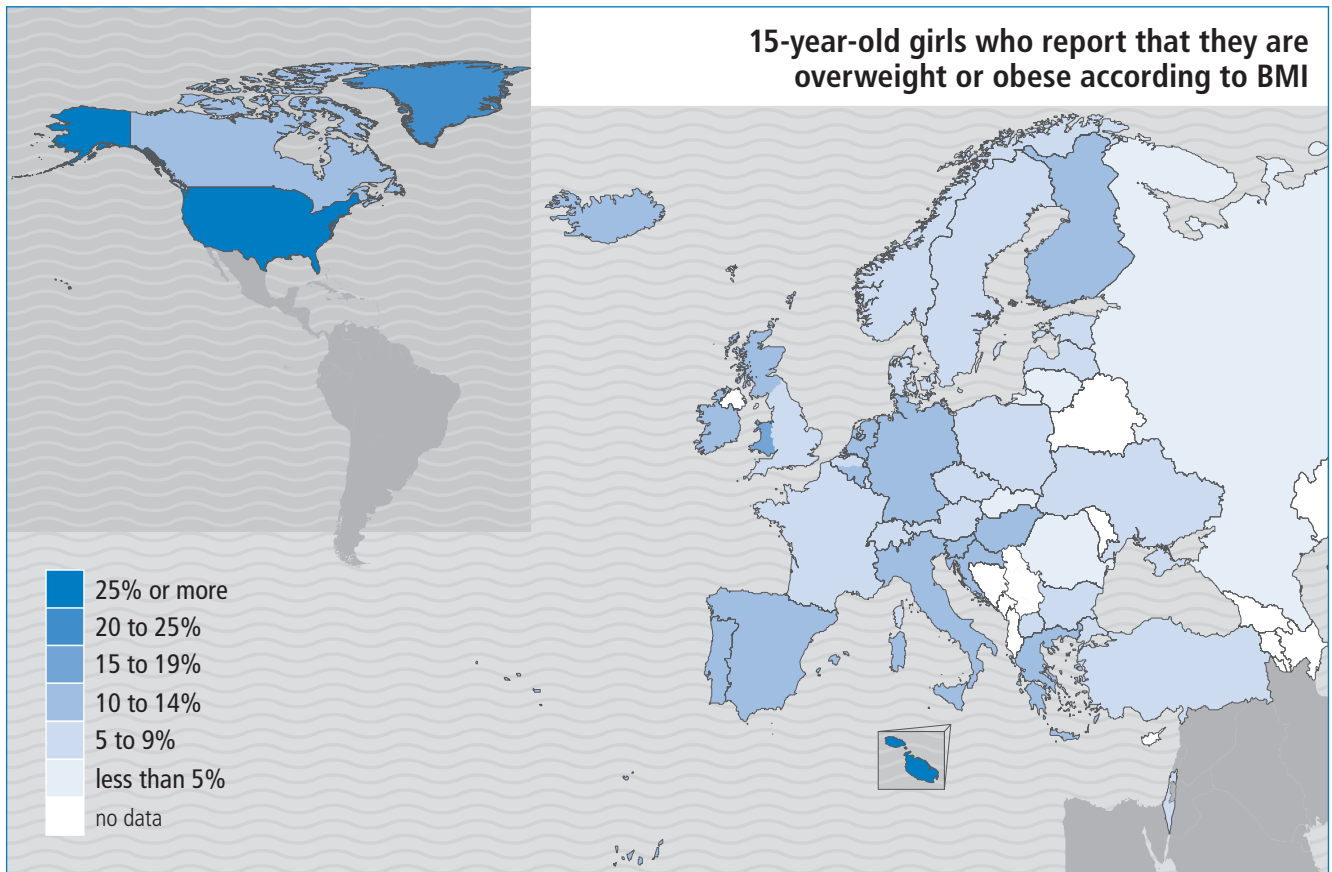 15-year-old girls who report that they are
overweight or obese according to BMI
25% or more
20 to 25%
15 to 19%
10 to 14%
5 to 9%
less than 5%
no data